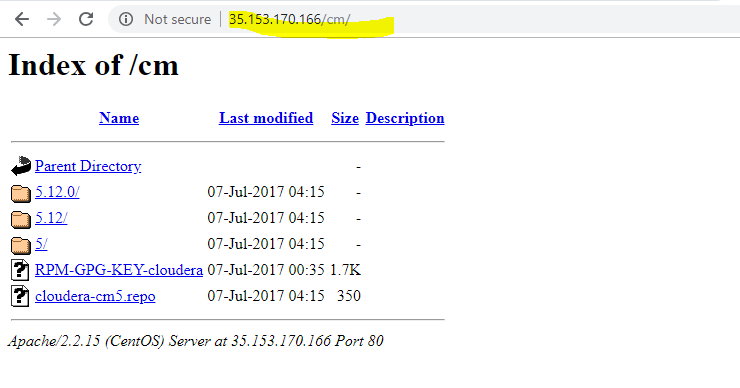 Not secure | 35.153.170.166/cm/
Index of /cm
Name Last modified Size Description
Parent Directory -
5.12.0/ 07-Jul-2017 04:15 -
5.12/ 07-Jul-2017 04:15 -
5/ 07-Jul-2017 04:15 -
RPM-GPG-KEY-cloudera 07-Jul-2017 00:35 1.7K
cloudera-cm5.repo 07-Jul-2017 04:15 350
Apache/2.2.15 (CentOS) Server at 35.153.170.166 Port 80